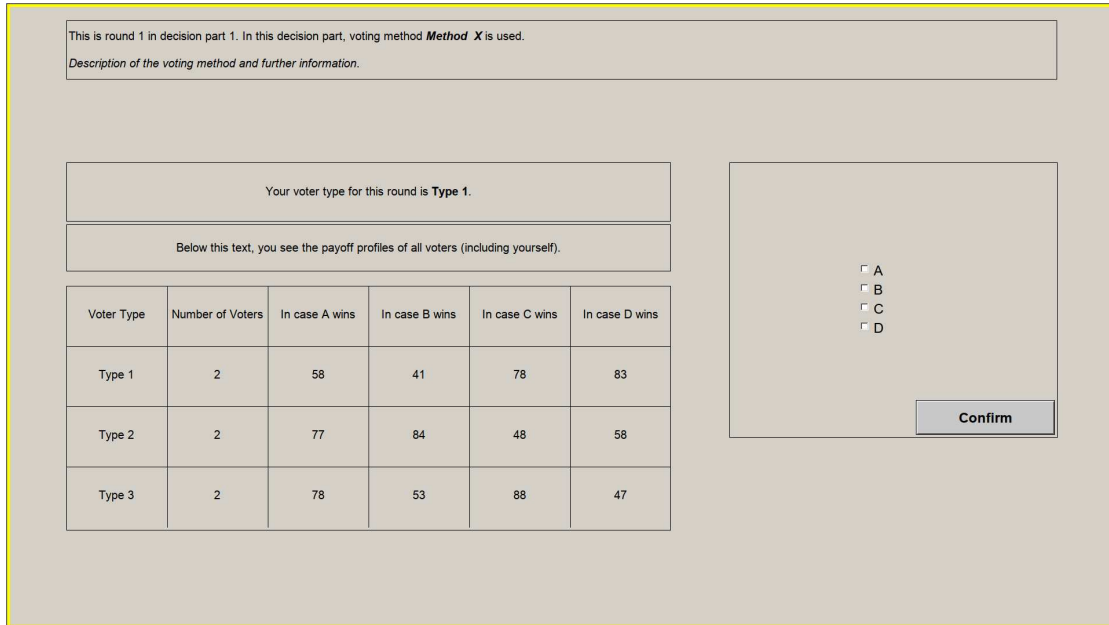 This is round 1 in decision part 1. In this decision part, voting method Method X is used.
Description of the voting method and further information.
Your voter type for this round is Type 1.
Below this text, you see the payoff profiles of all voters (including yourself).
Voter Type Number of Voters In case A wins In case B wins In case C wins In case D wins
Type 1 2 58 41 78 83
Type 2 2 77 84 48 58
Type 3 2 78 53 88 47
A
B
C
D
Confirm